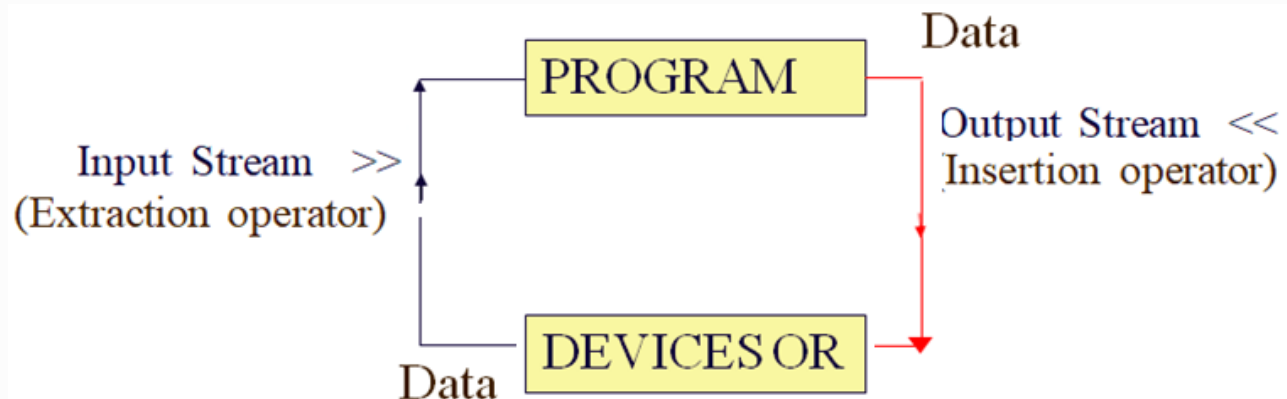 Data
PROGRAM
Output Stream <<
(Insertion operator)
Input Stream >>
(Extraction operator)
DEVICES OR
Data